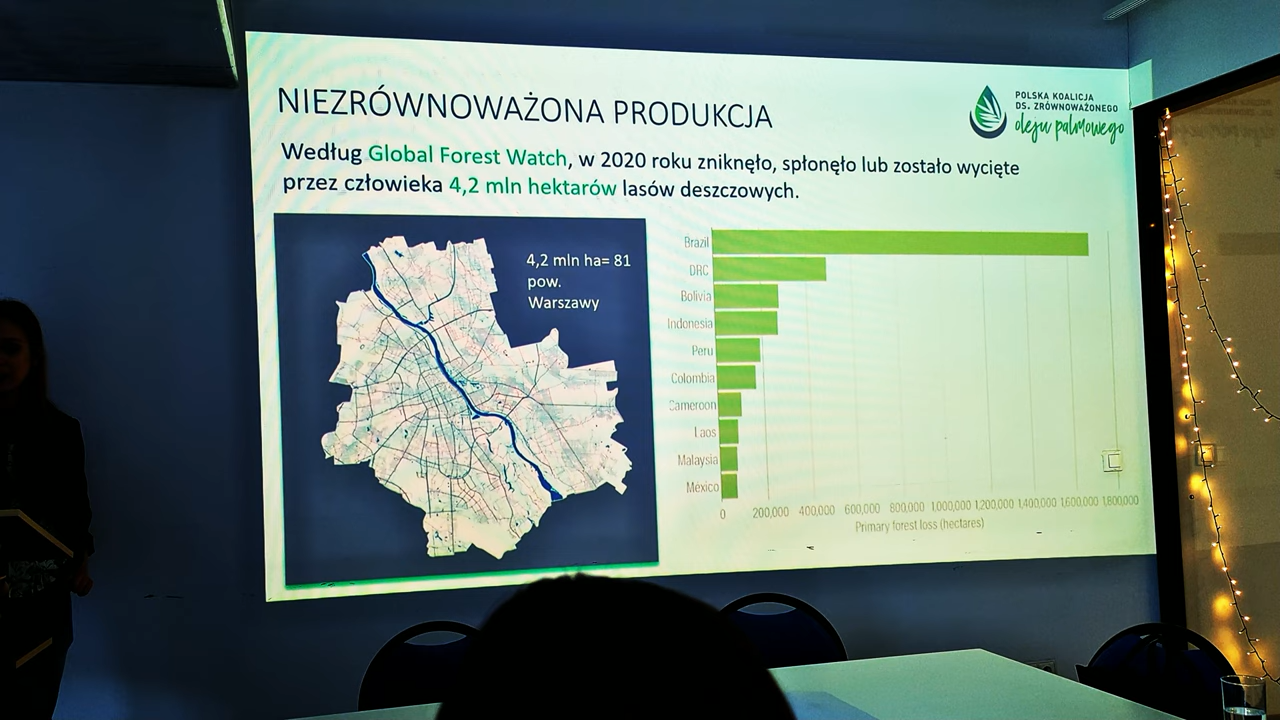 NIEZRÓWNOWAŻONA PRODUKCJA
POLSKA KOALICJA
DS. ZRÓWNOWAŻONEGO
oleju palmowego
Według Global Forest Watch, w 2020 roku zniknęło, spłonęło lub zostało wycięte
przez człowieka 4,2 mln hektarów lasów deszczowych.
4,2 mln ha= 81
pow.
Warszawy
Brazil
DRC
Bolivia
Indonesia
Peru
Colombia
Cameroon
Laos
Malaysia
Mexico
0 200,000 400,000 600,000 800,000 1,000,000 1,200,000 1,400,000 1,600,000 1,800,000
Primary forest loss (hectares)